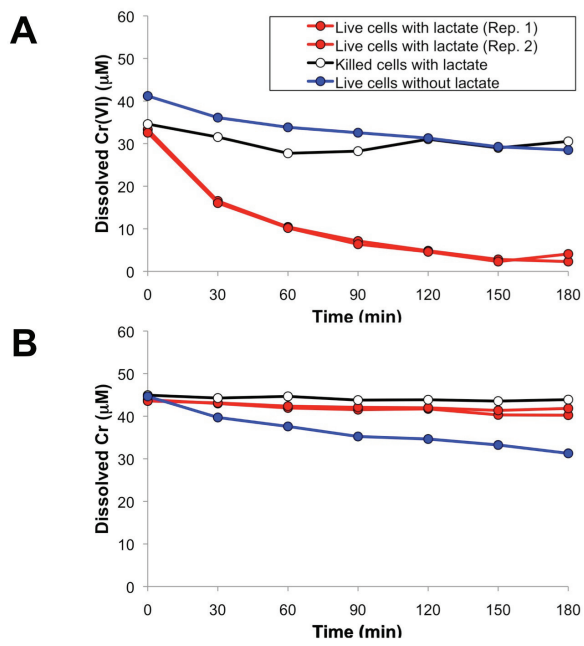 A
Dissolved Cr(VI) (μM)
60
50
40
30
20
10
0
Live cells with lactate (Rep. 1)
Live cells with lactate (Rep. 2)
Killed cells with lactate
Live cells without lactate
0 30 60 90 120 150 180
Time (min)
B
Dissolved Cr (μM)
60
50
40
30
20
10
0
0 30 60 90 120 150 180
Time (min)